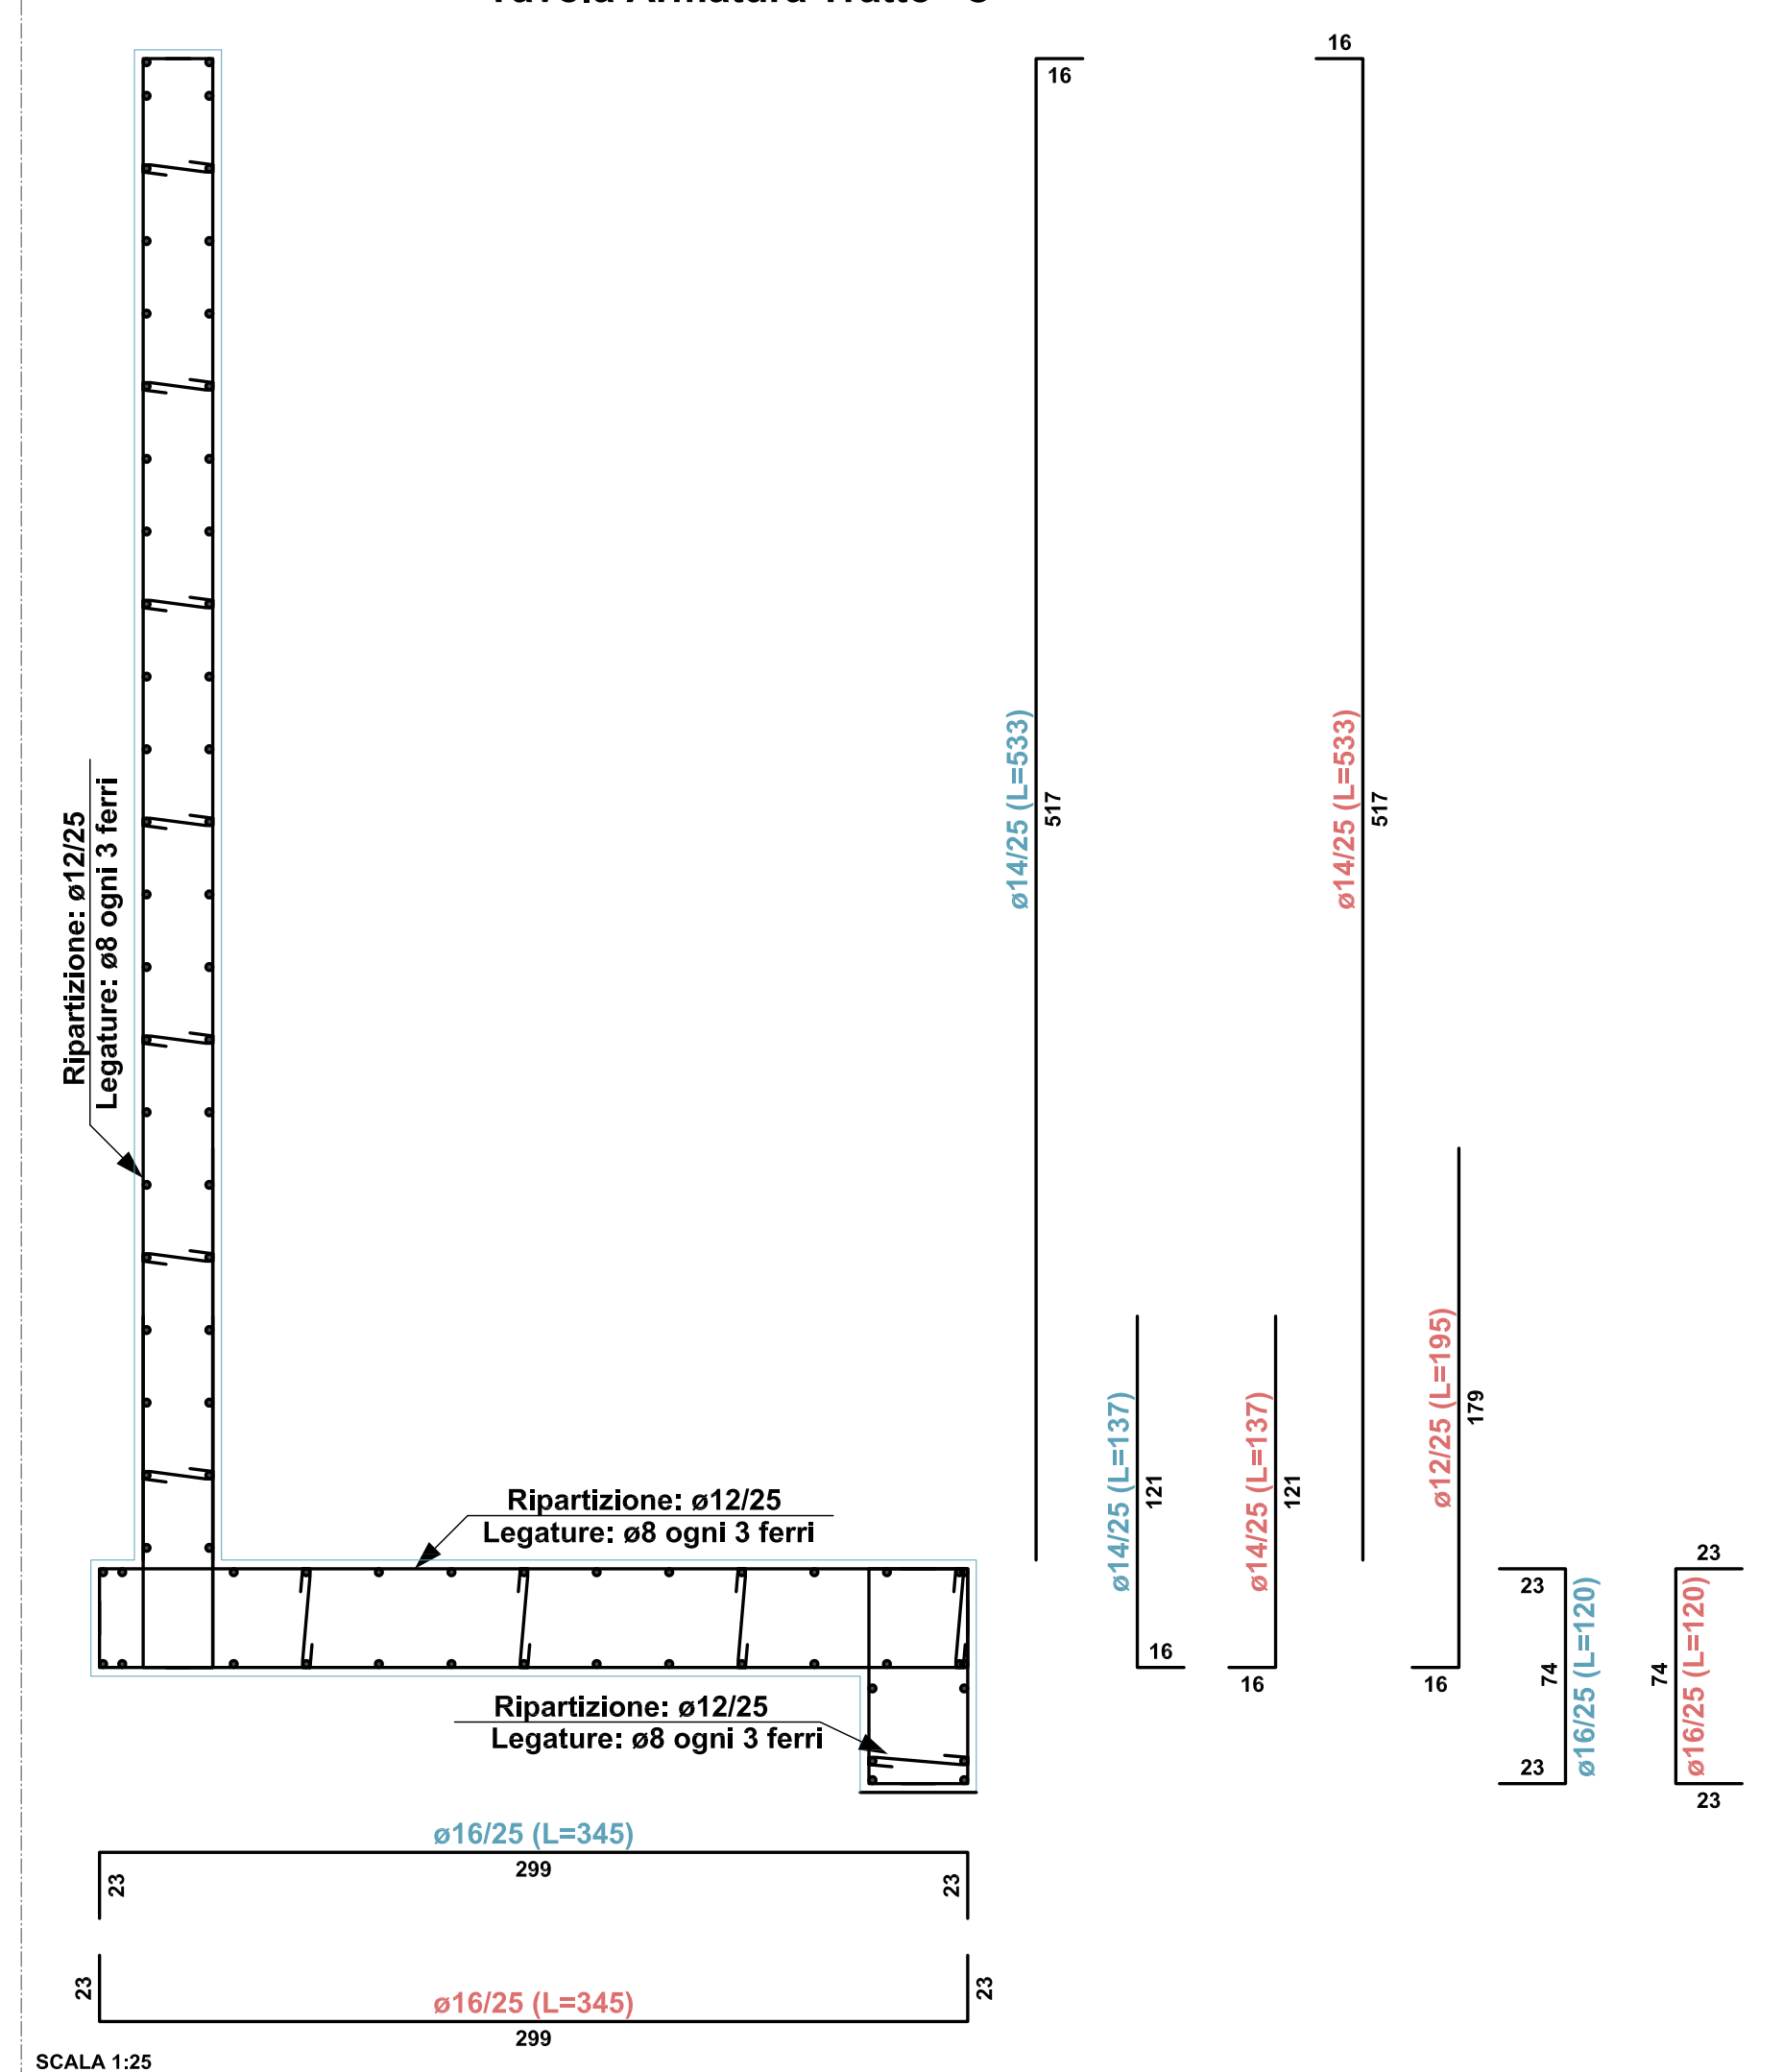 16
16
ø14/25 (L=533)
517
ø14/25 (L=533)
517
Ripartizione: ø12/25
Legature: ø8 ogni 3 ferri
ø14/25 (L=137)
121
16
ø14/25 (L=137)
121
16
ø12/25 (L=195)
179
16
Ripartizione: ø12/25
Legature: ø8 ogni 3 ferri
23
74
ø16/25 (L=120)
23
23
74
ø16/25 (L=120)
23
Ripartizione: ø12/25
Legature: ø8 ogni 3 ferri
ø16/25 (L=345)
23
299
23
23
ø16/25 (L=345)
23
299
SCALA 1:25